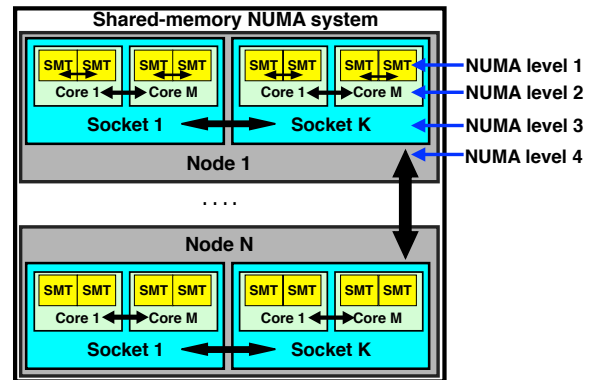 Shared-memory NUMA system
SMT SMT SMT SMT SMT SMT SMT SMT NUMA level 1
Core 1 Core M Core 1 Core M NUMA level 2
Socket 1 Socket K NUMA level 3
Node 1 NUMA level 4
....
Node N
SMT SMT SMT SMT SMT SMT SMT SMT
Core 1 Core M Core 1 Core M
Socket 1 Socket K